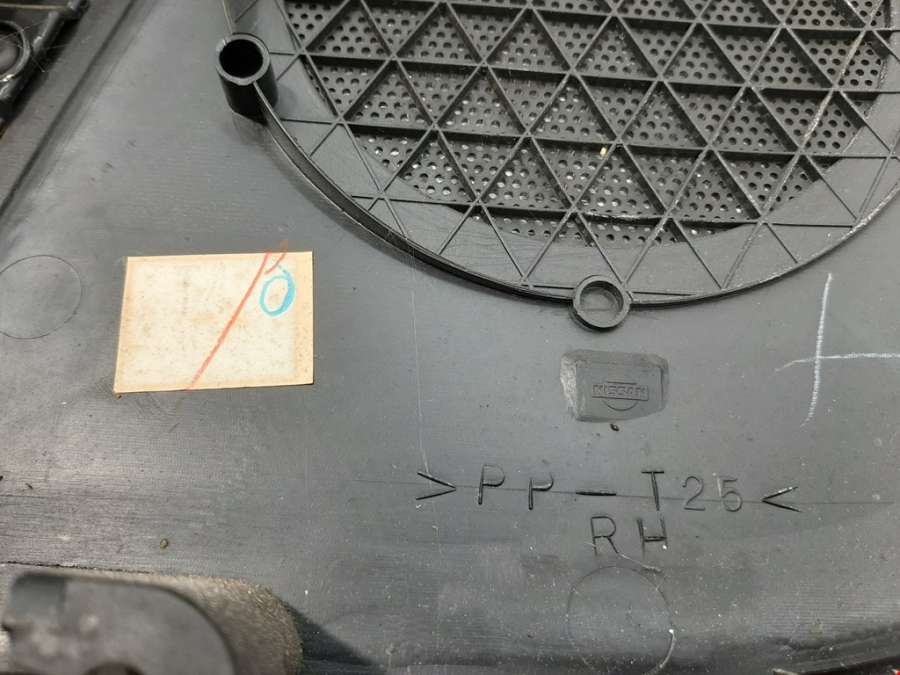 O
NISSAN
>PP-T25<
RH